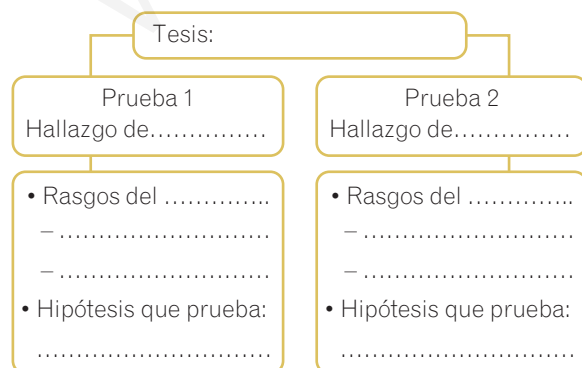 Tesis:
Prueba 1
Hallazgo de...............
• Rasgos del ..............
– ...........................
– ...........................
• Hipótesis que prueba:
..............................
Prueba 2
Hallazgo de...............
• Rasgos del ..............
– ...........................
– ...........................
• Hipótesis que prueba:
..............................